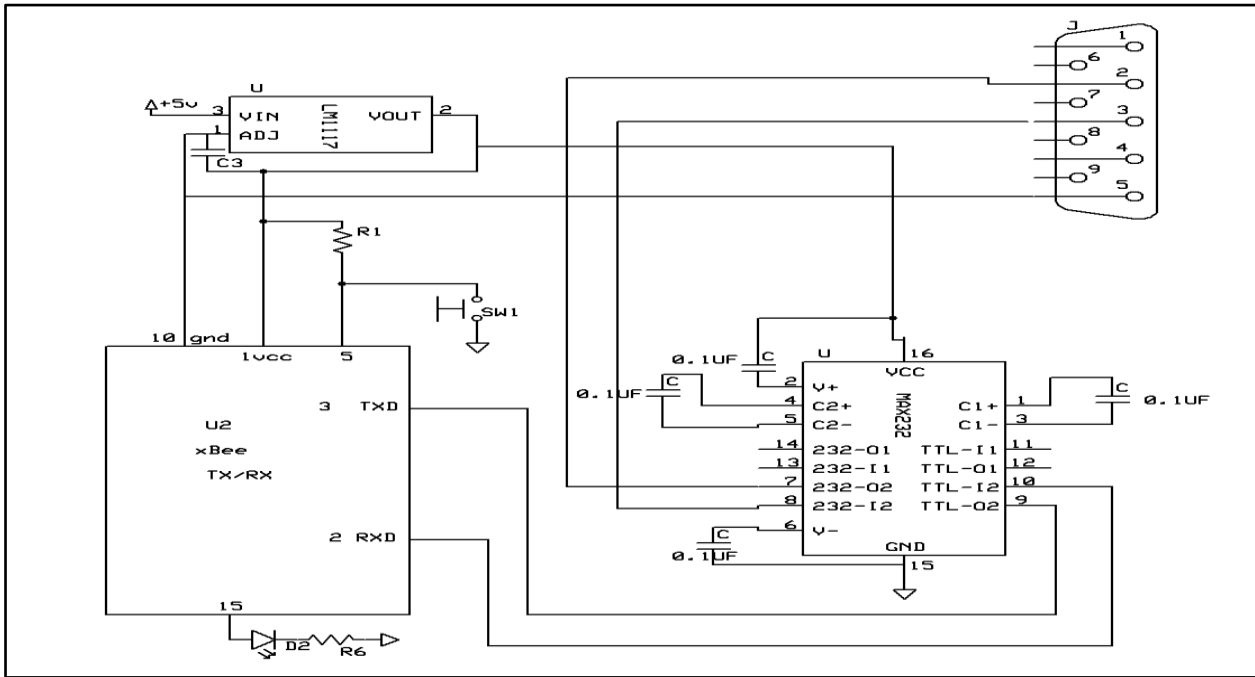 J
1
6
2
7
3
8
4
9
5
U
+5v
3
VIN
LM1117
VOUT
2
1
ADJ
C3
R1
SW1
10 gnd
1vcc
5
3 TXD
U2
xBee
TX/RX
2 RXD
15
D2
R6
0.1UF
C
0.1UF
C
U
16
VCC
MAX232
2
V+
4
C2+
5
C2-
14
232-O1
13
232-I1
7
232-O2
8
232-I2
6
V-
C1+
1
C1-
3
C
0.1UF
TTL-I1
11
TTL-O1
12
TTL-I2
10
TTL-O2
9
C
0.1UF
GND
15